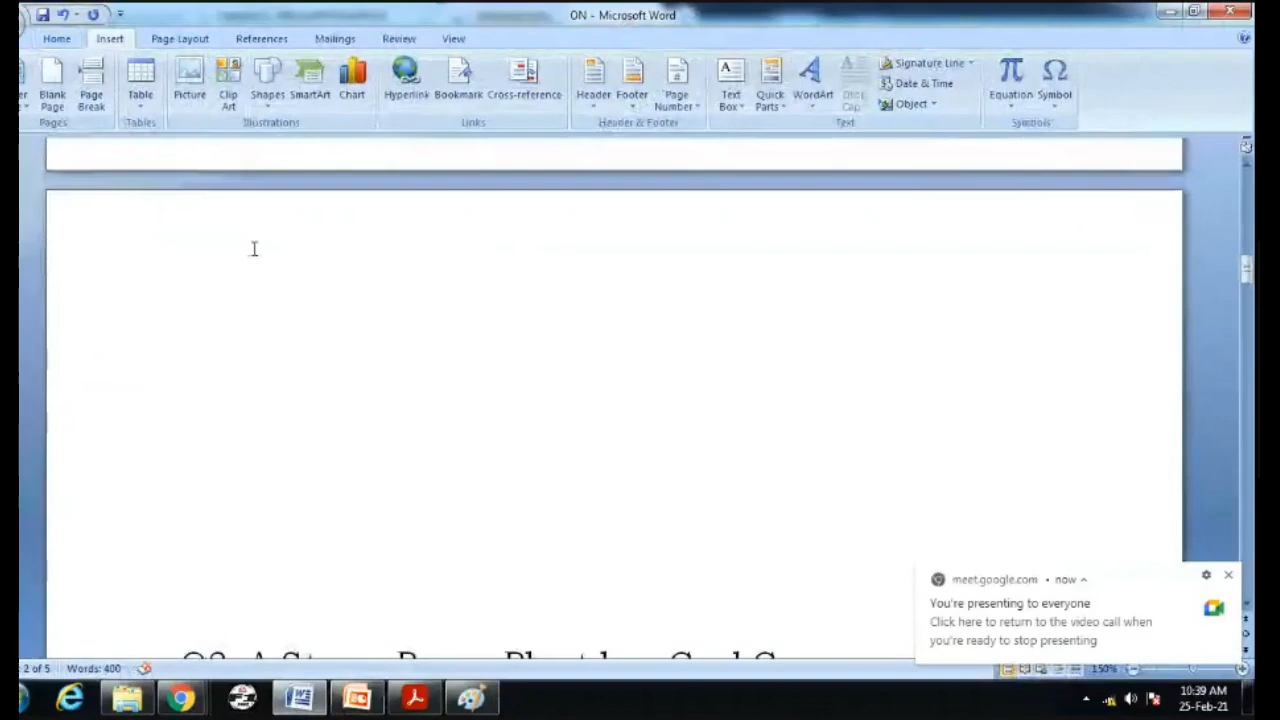 ON - Microsoft Word
Home Insert Page Layout References Mailings Review View
Blank Page
Page Break
Table
Picture
Clip Art
Shapes
SmartArt
Chart
Hyperlink
Bookmark
Cross-reference
Header
Footer
Page Number
Text Box
Quick Parts
WordArt
Drop Cap
Signature Line
Date & Time
Object
Equation
Symbol
Pages Tables Illustrations Links Header & Footer Text Symbols
meet.google.com • now
You're presenting to everyone
Click here to return to the video call when
you're ready to stop presenting
2 of 5 Words: 400 150%
10:39 AM
25-Feb-21